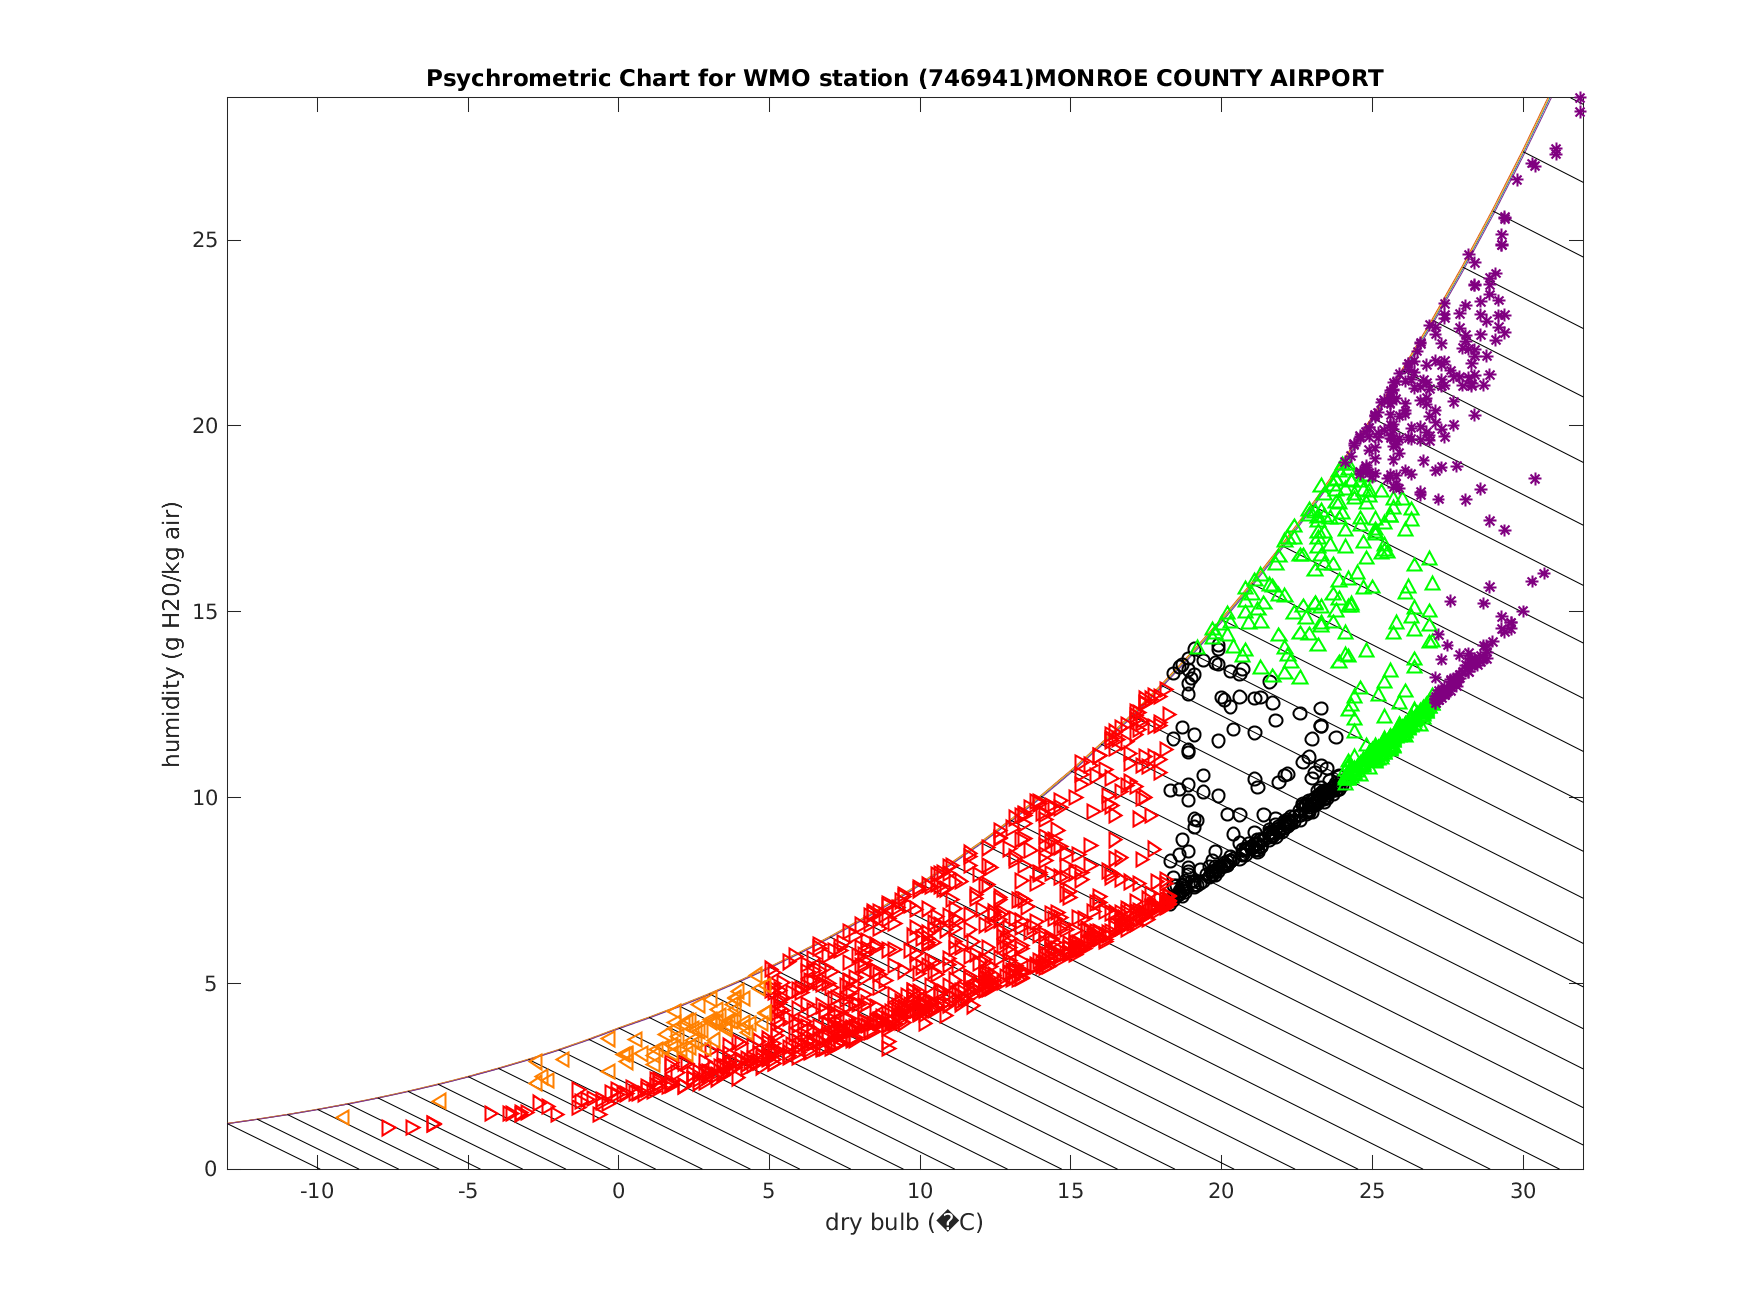 Psychrometric Chart for WMO station (746941)MONROE COUNTY AIRPORT
humidity (g H20/kg air)
25
20
15
10
5
0
-10 -5 0 5 10 15 20 25 30
dry bulb (�C)